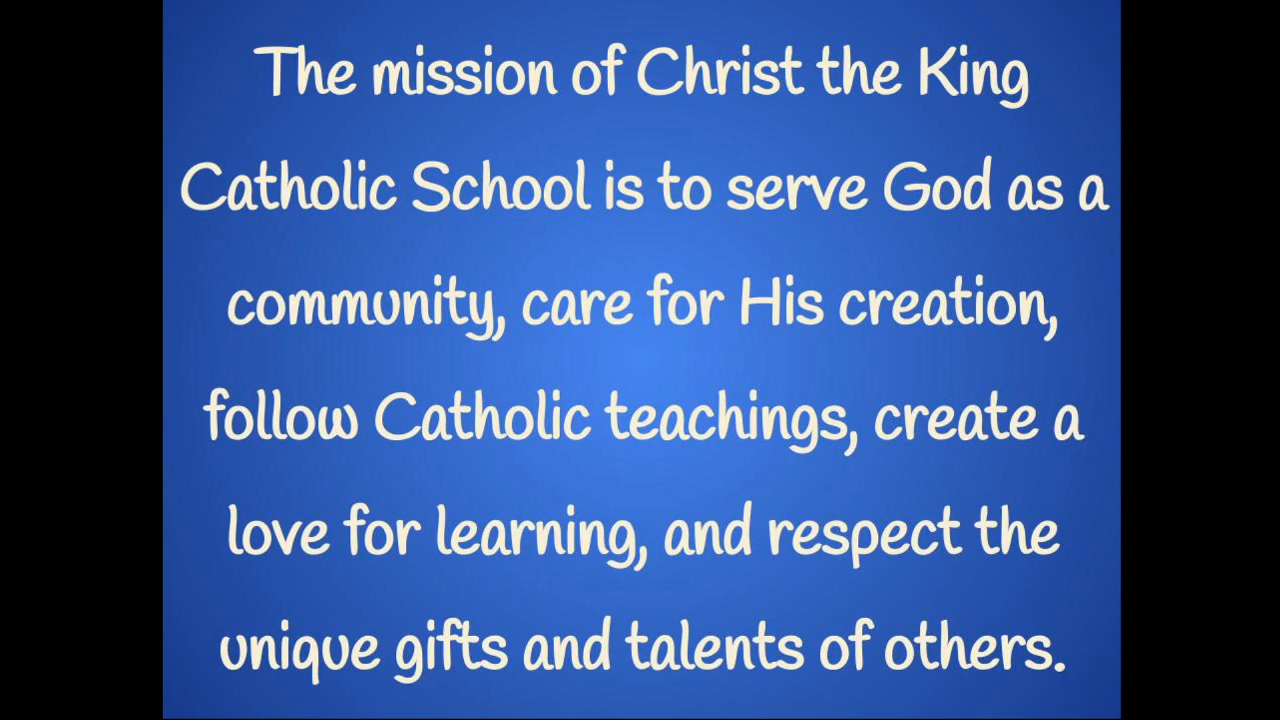 The mission of Christ the King
Catholic School is to serve God as a
community, care for His creation,
follow Catholic teachings, create a
love for learning, and respect the
unique gifts and talents of others.